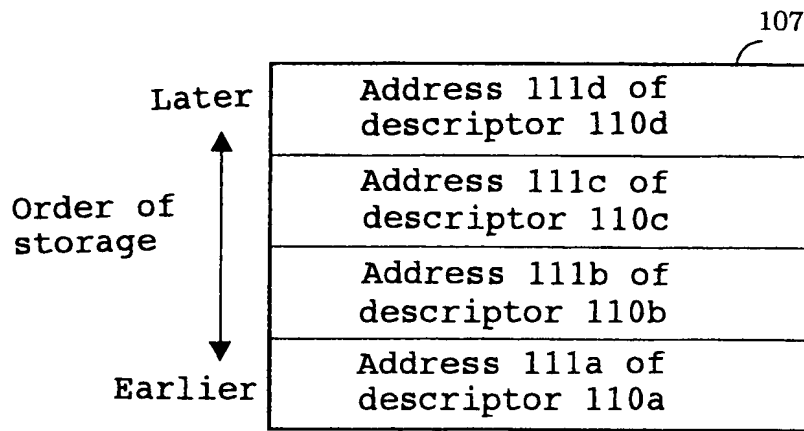 107
Later
Address 111d of
descriptor 110d
Address 111c of
descriptor 110c
Order of
storage
Address 111b of
descriptor 110b
Earlier
Address 111a of
descriptor 110a